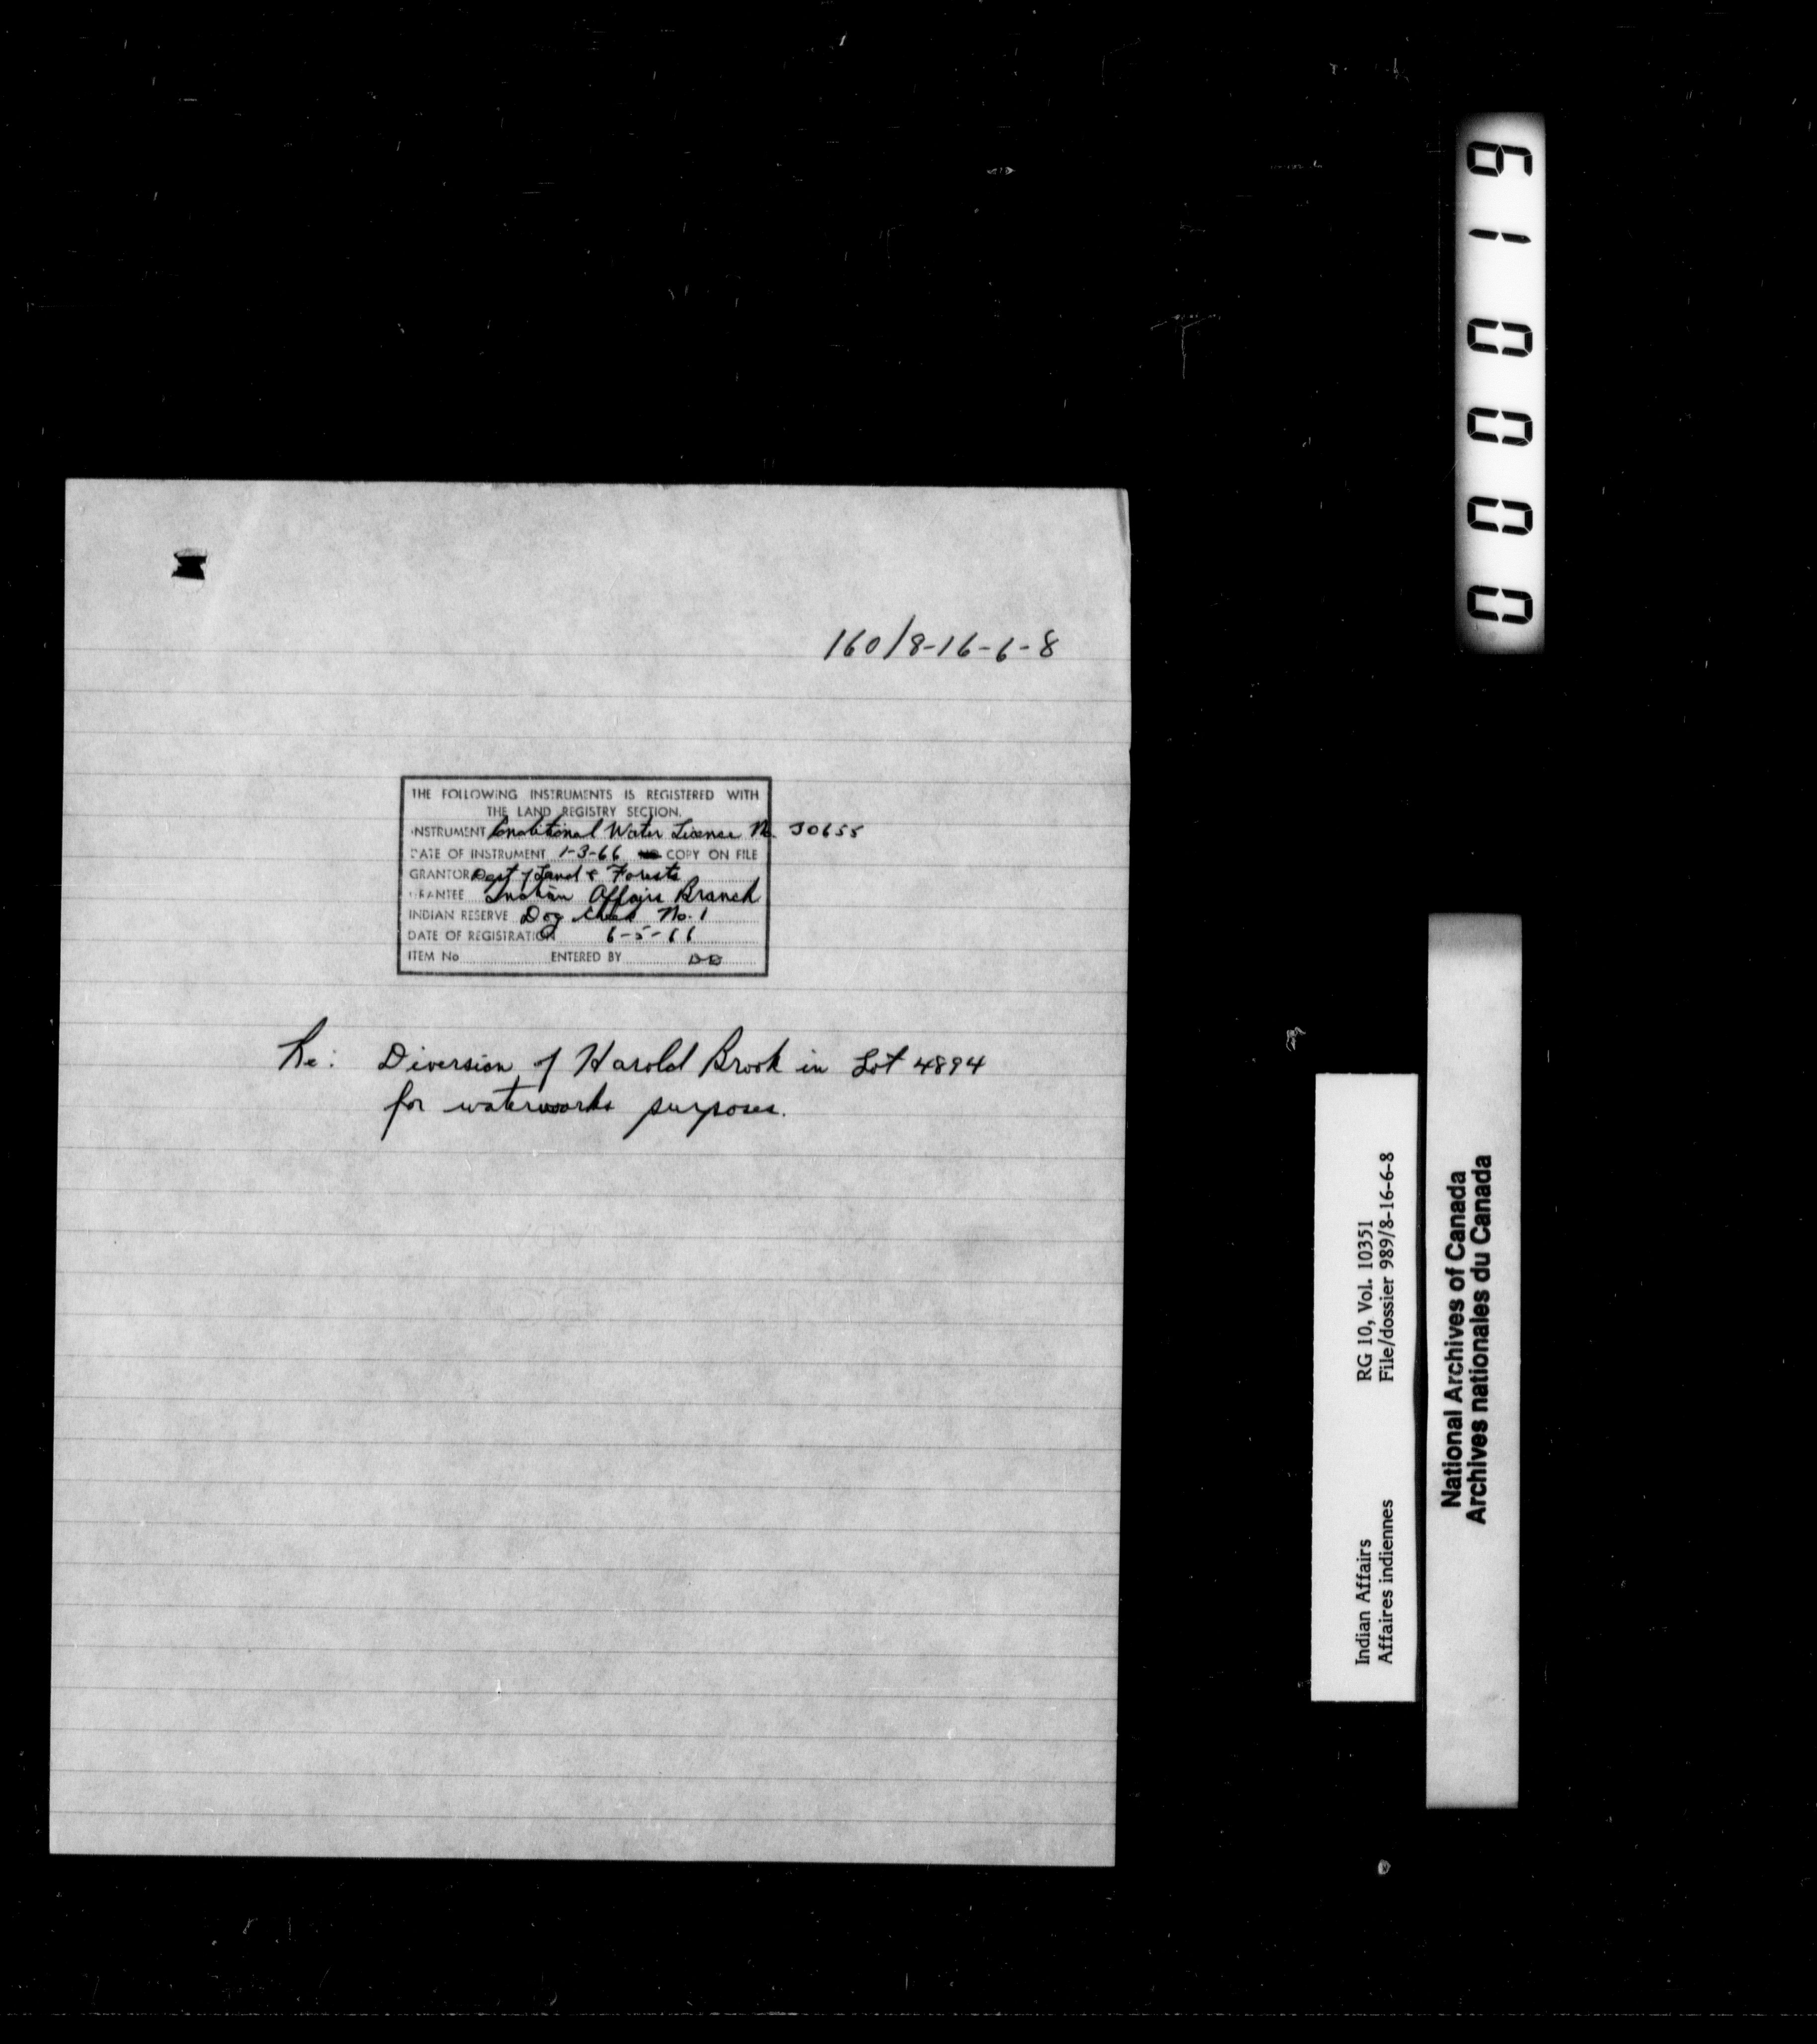 160/8-16-6-8
THE FOLLOWING INSTRUMENTS IS REGISTERED WITH
THE LAND REGISTRY SECTION.
INSTRUMENT Conditional Water License No. 30655
DATE OF INSTRUMENT 1-3-66 COPY ON FILE
GRANTOR Dept of Land & Forests
GRANTEE Indian Affairs Branch
INDIAN RESERVE Dog Creek No. 1
DATE OF REGISTRATION 6-5-66
ITEM No ENTERED BY
Re: Diversion of Harold Brook in Lot 4894
for waterworks purposes.
000019
Indian Affairs RG 10, Vol. 10351
Affaires indiennes File/dossier 989/8-16-6-8
National Archives of Canada
Archives nationales du Canada